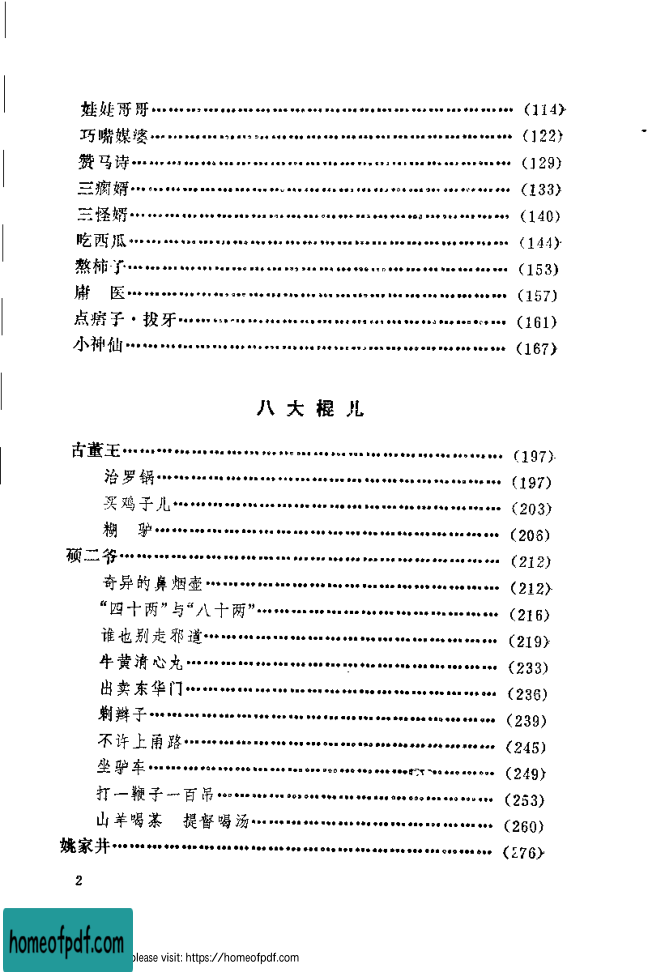 娃娃哥哥……(114)
巧嘴媒婆……(122)
赞马诗……(129)
三瘸婿……(133)
三怪婿……(140)
吃西瓜……(144)
熬柿子……(153)
庸 医……(157)
点痦子·拔牙……(161)
小神仙……(167)
八大棍儿
古董王……(197)
治罗锅……(197)
买鸡子儿……(203)
糊 驴……(206)
硕二爷……(212)
奇异的鼻烟壶……(212)
“四十两”与“八十两”……(216)
谁也别走邪道……(219)
牛黄清心丸……(233)
出卖东华门……(236)
剃辫子……(239)
不许上甬路……(245)
坐驴车……(249)
打一鞭子一百吊……(253)
山羊喝茶 提督喝汤……(260)
姚家井……(276)
2
homeofpdf.com
please visit: https://homeofpdf.com